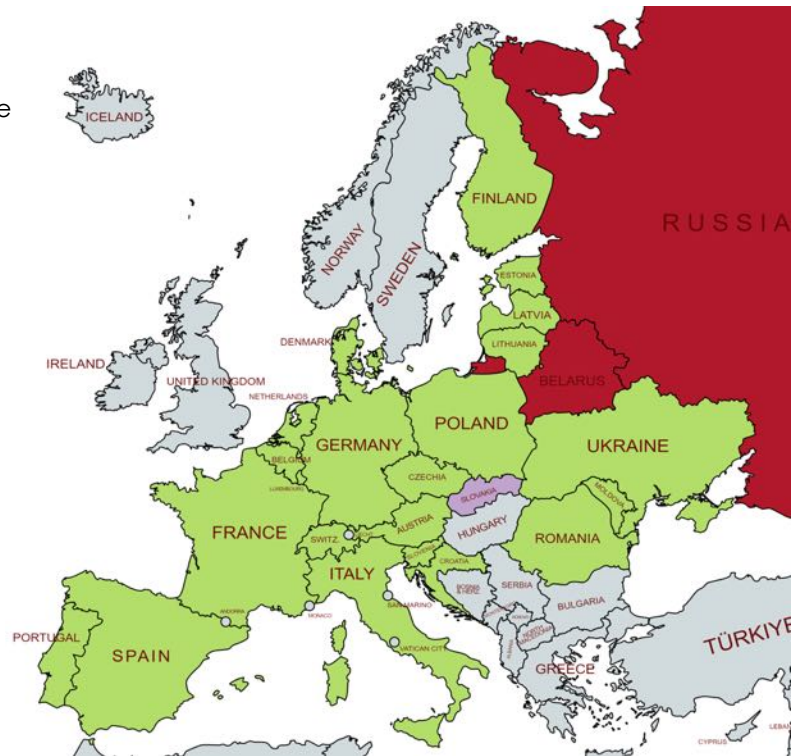 e
ICELAND
FINLAND
RUSSIA
NORWAY
SWEDEN
ESTONIA
LATVIA
DENMARK
LITHUANIA
IRELAND
UNITED KINGDOM
BELARUS
NETHERLANDS
POLAND
GERMANY
UKRAINE
BELGIUM
CZECHIA
LUXEMBOURG
SLOVAKIA
MOLDOVA
AUSTRIA
HUNGARY
FRANCE
SWITZ.
ROMANIA
SLOVENIA
CROATIA
ITALY
SERBIA
BOSNIA
& HERZ.
SAN MARINO
BULGARIA
ANDORRA
MONACO
NORTH
MACEDONIA
TÜRKIYE
PORTUGAL
SPAIN
VATICAN CITY
GREECE
CYPRUS
LEBAN